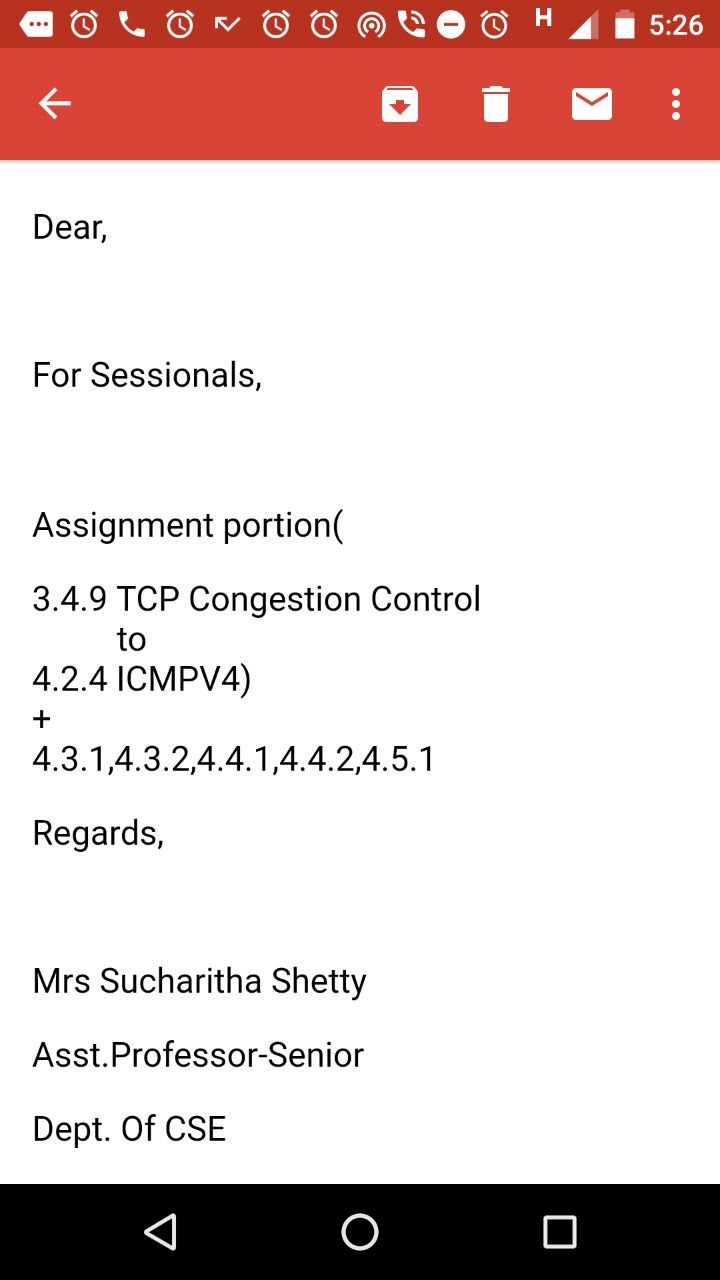 H 5:26
Dear,
For Sessionals,
Assignment portion(
3.4.9 TCP Congestion Control
to
4.2.4 ICMPV4)
+
4.3.1,4.3.2,4.4.1,4.4.2,4.5.1
Regards,
Mrs Sucharitha Shetty
Asst.Professor-Senior
Dept. Of CSE